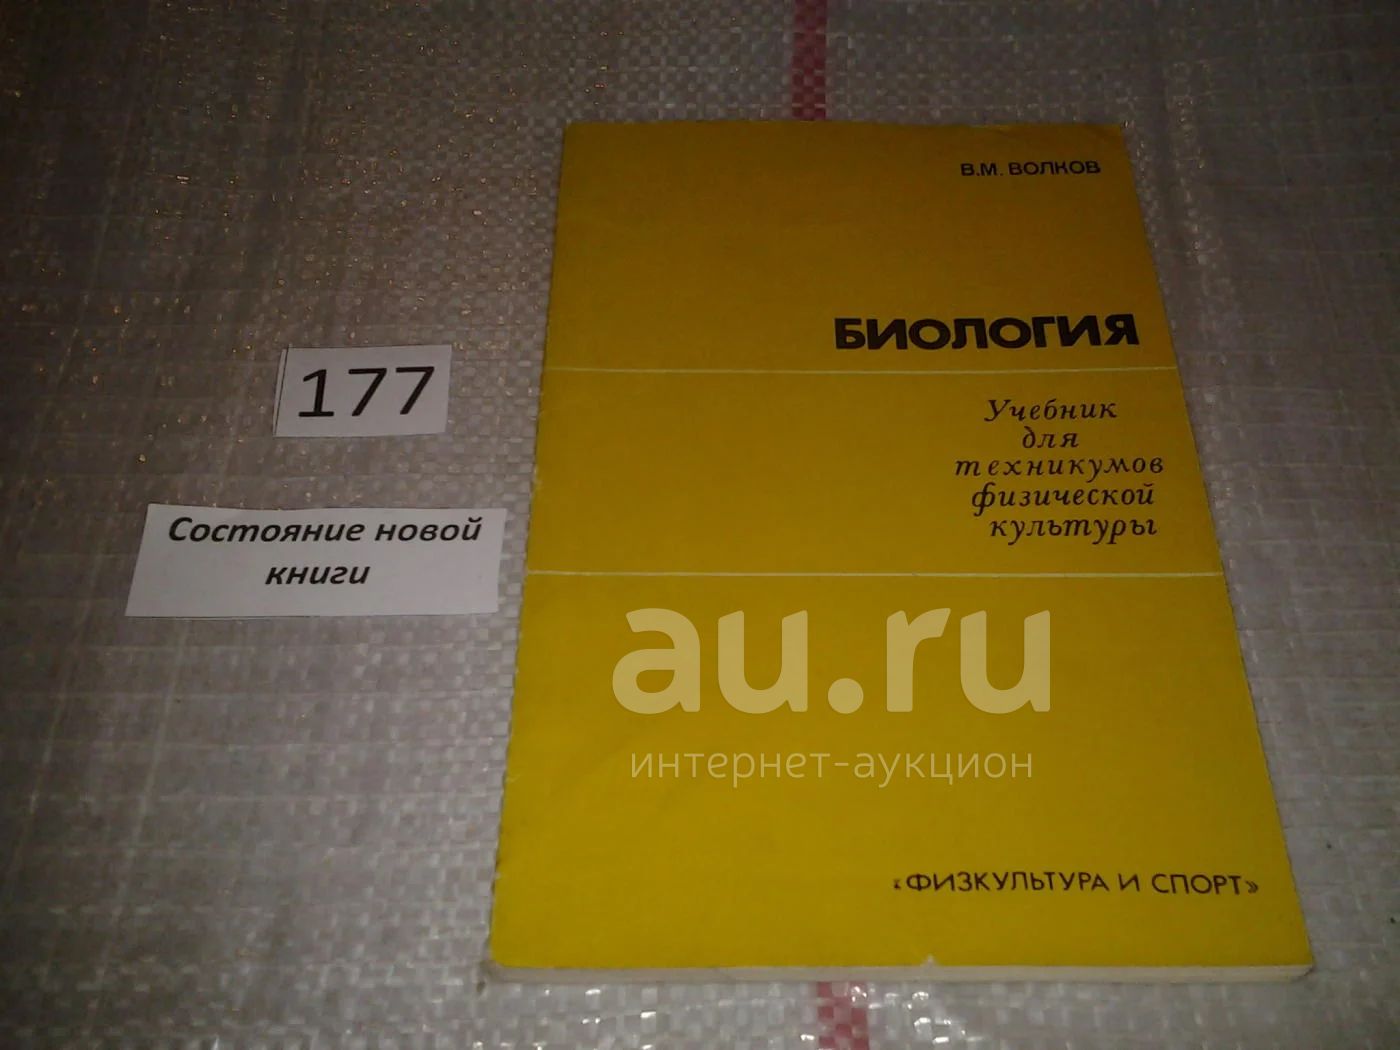 В.М. ВОЛКОВ
БИОЛОГИЯ
Учебник
для
техникумов
физической
культуры
177
Состояние новой
книги
au.ru
интернет-аукцион
«ФИЗКУЛЬТУРА И СПОРТ»